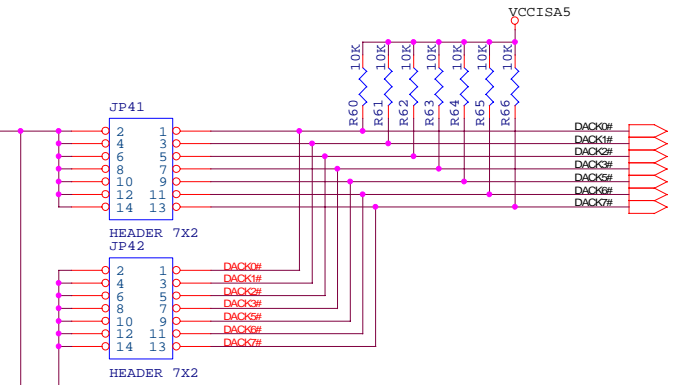 VCCISA5
10K 10K 10K 10K 10K 10K 10K
R60 R61 R62 R63 R64 R65 R66
JP41
2 1 DACK0#
4 3 DACK1#
6 5 DACK2#
8 7 DACK3#
10 9 DACK5#
12 11 DACK6#
14 13 DACK7#
HEADER 7X2
JP42
2 1 DACK0#
4 3 DACK1#
6 5 DACK2#
8 7 DACK3#
10 9 DACK5#
12 11 DACK6#
14 13 DACK7#
HEADER 7X2